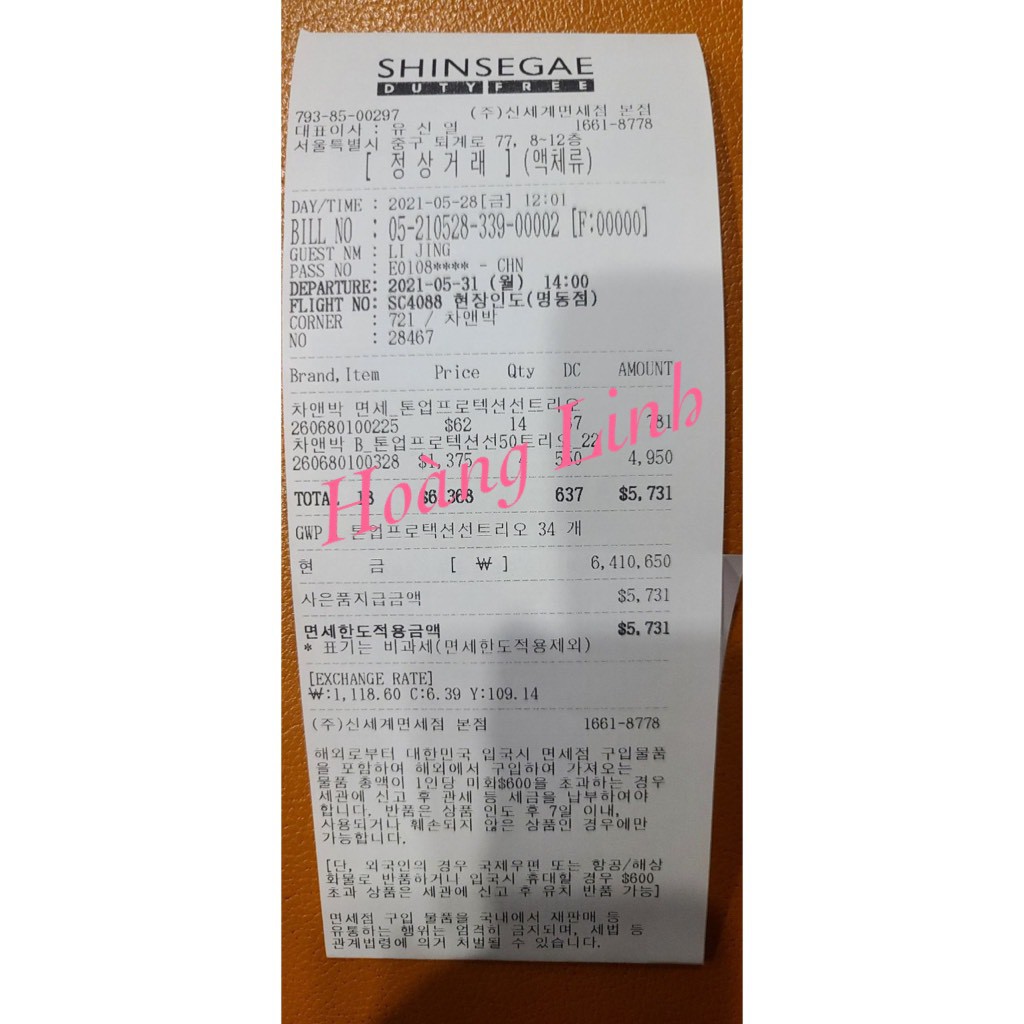 SHINSEGAE
DUTY FREE
793-85-00297 (주)신세계면세점 본점
대표이사 : 유 신 열 1661-8778
서울특별시 중구 퇴계로 77, 8~12층
[ 정 상 거 래 ] (액체류)
DAY/TIME : 2021-05-28[금] 12:01
BILL NO : 05-210528-339-00002 [F:00000]
GUEST NM : LI JING
PASS NO : E0108**** - CHN
DEPARTURE: 2021-05-31 (월) 14:00
FLIGHT NO: SC4088 현장인도(명동점)
CORNER : 721 / 차앤박
NO : 28467
Brand,Item Price Qty DC AMOUNT
차앤박 면세_톤업프로텍션선트리오
260680100225 $62 14 781
차앤박 B_톤업프로텍션선50트리오_22
260680100328 $1,375 4,950
TOTAL 18 $6,368 637 $5,731
GWP 톤업프로택션선트리오 34 개
현 금 [ ₩ ] 6,410,650
사은품지급금액 $5,731
면세한도적용금액 $5,731
* 표기는 비과세(면세한도적용제외)
[EXCHANGE RATE]
₩:1,118.60 C:6.39 Y:109.14
(주)신세계면세점 본점 1661-8778
해외로부터 대한민국 입국시 면세점 구입물품
을 포함하여 해외에서 구입하여 가져오는
물품 총액이 1인당 미화$600을 초과하는 경우
세관에 신고 후 관세 등 세금을 납부하여야
합니다. 반품은 상품 인도 후 7일 이내,
사용되거나 훼손되지 않은 상품인 경우에만
가능합니다.
[단, 외국인의 경우 국제우편 또는 항공/해상
화물로 반품하거나 입국시 휴대할 경우 $600
초과 상품은 세관에 신고 후 유치 반품 가능]
면세점 구입 물품을 국내에서 재판매 등
유통하는 행위는 엄격히 금지되며, 세법 등
관계법령에 의거 처벌될 수 있습니다.
Hoàng Linh